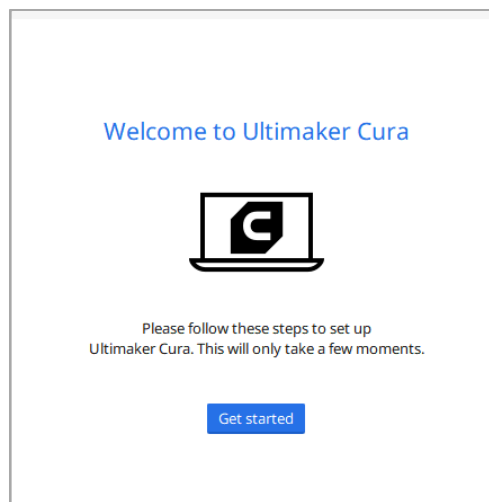 Welcome to Ultimaker Cura
Please follow these steps to set up
Ultimaker Cura. This will only take a few moments.
Get started